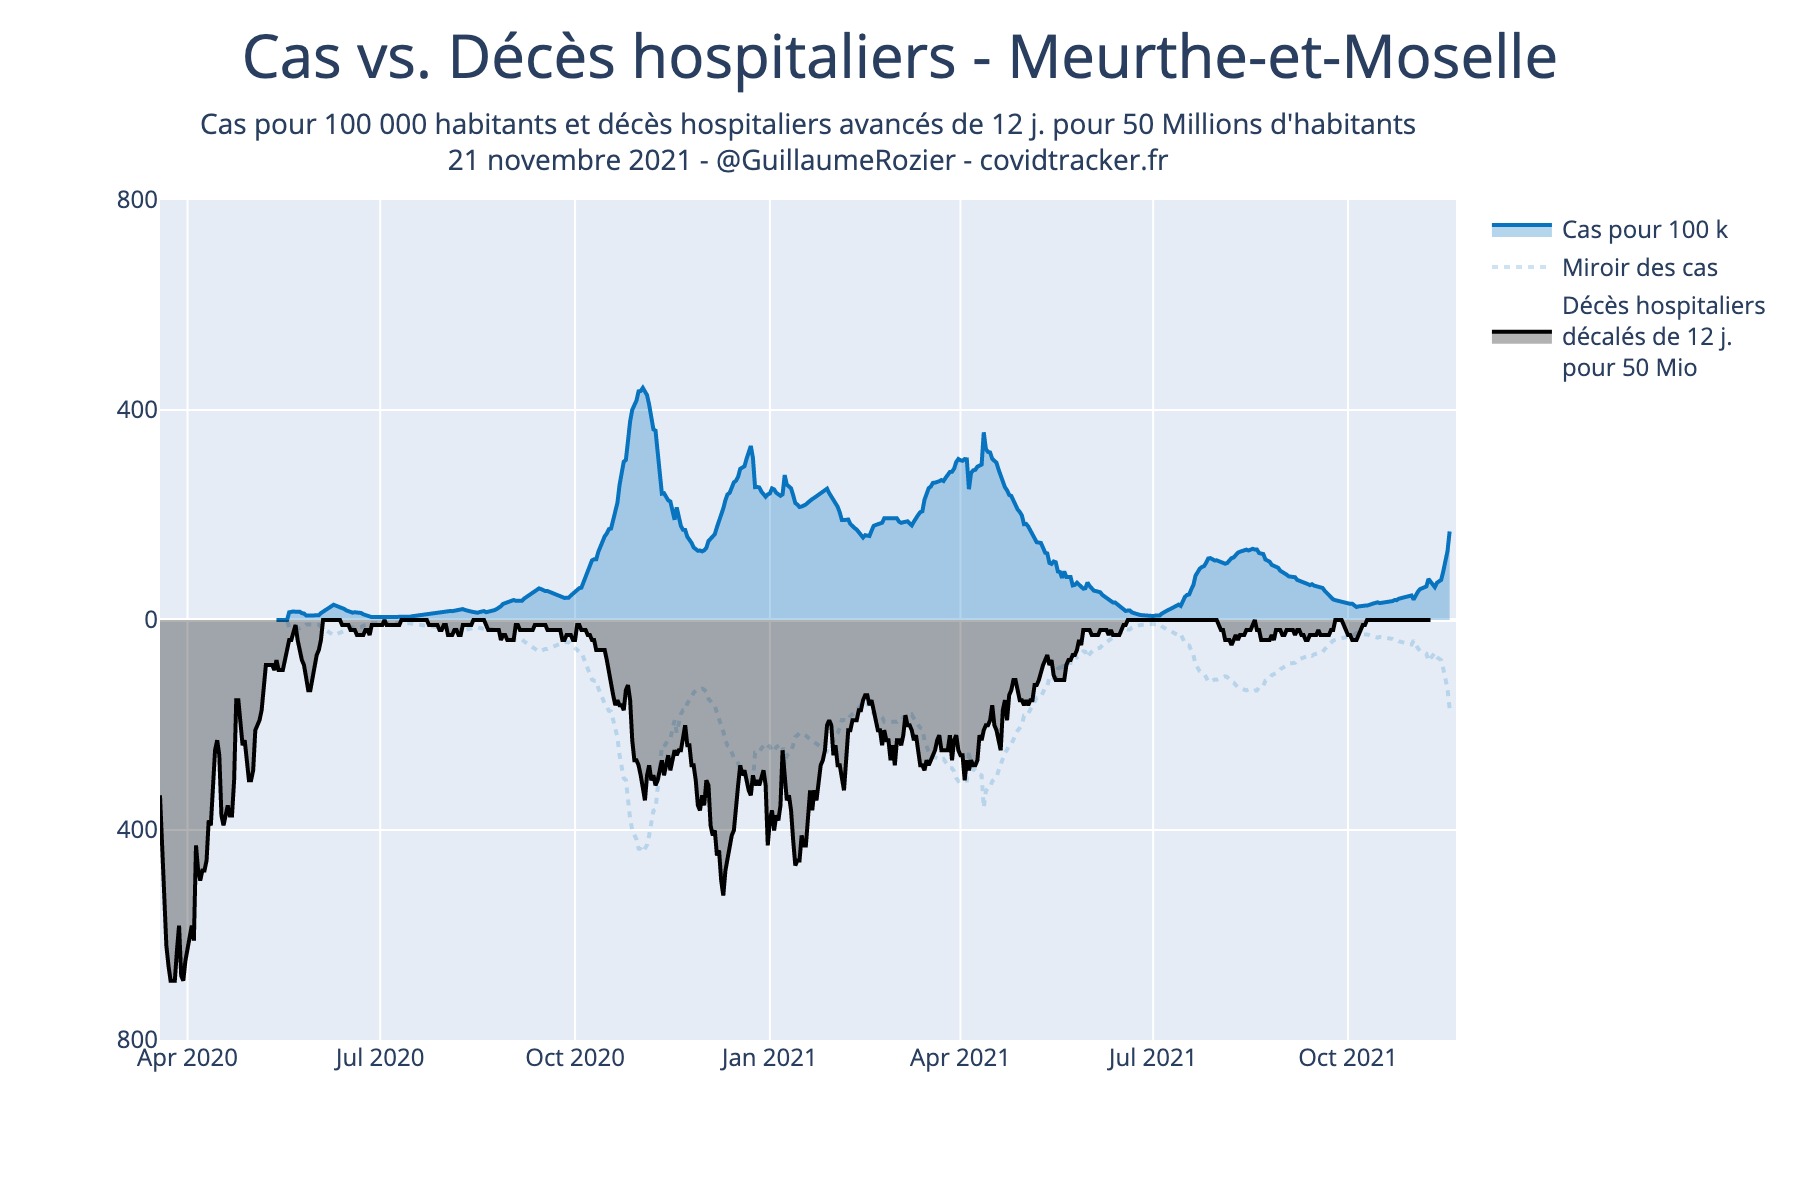 Cas vs. Décès hospitaliers - Meurthe-et-Moselle
Cas pour 100 000 habitants et décès hospitaliers avancés de 12 j. pour 50 Millions d'habitants
21 novembre 2021 - @GuillaumeRozier - covidtracker.fr
800
400
0
400
800
Apr 2020
Jul 2020
Oct 2020
Jan 2021
Apr 2021
Jul 2021
Oct 2021
Cas pour 100 k
Miroir des cas
Décès hospitaliers
décalés de 12 j.
pour 50 Mio